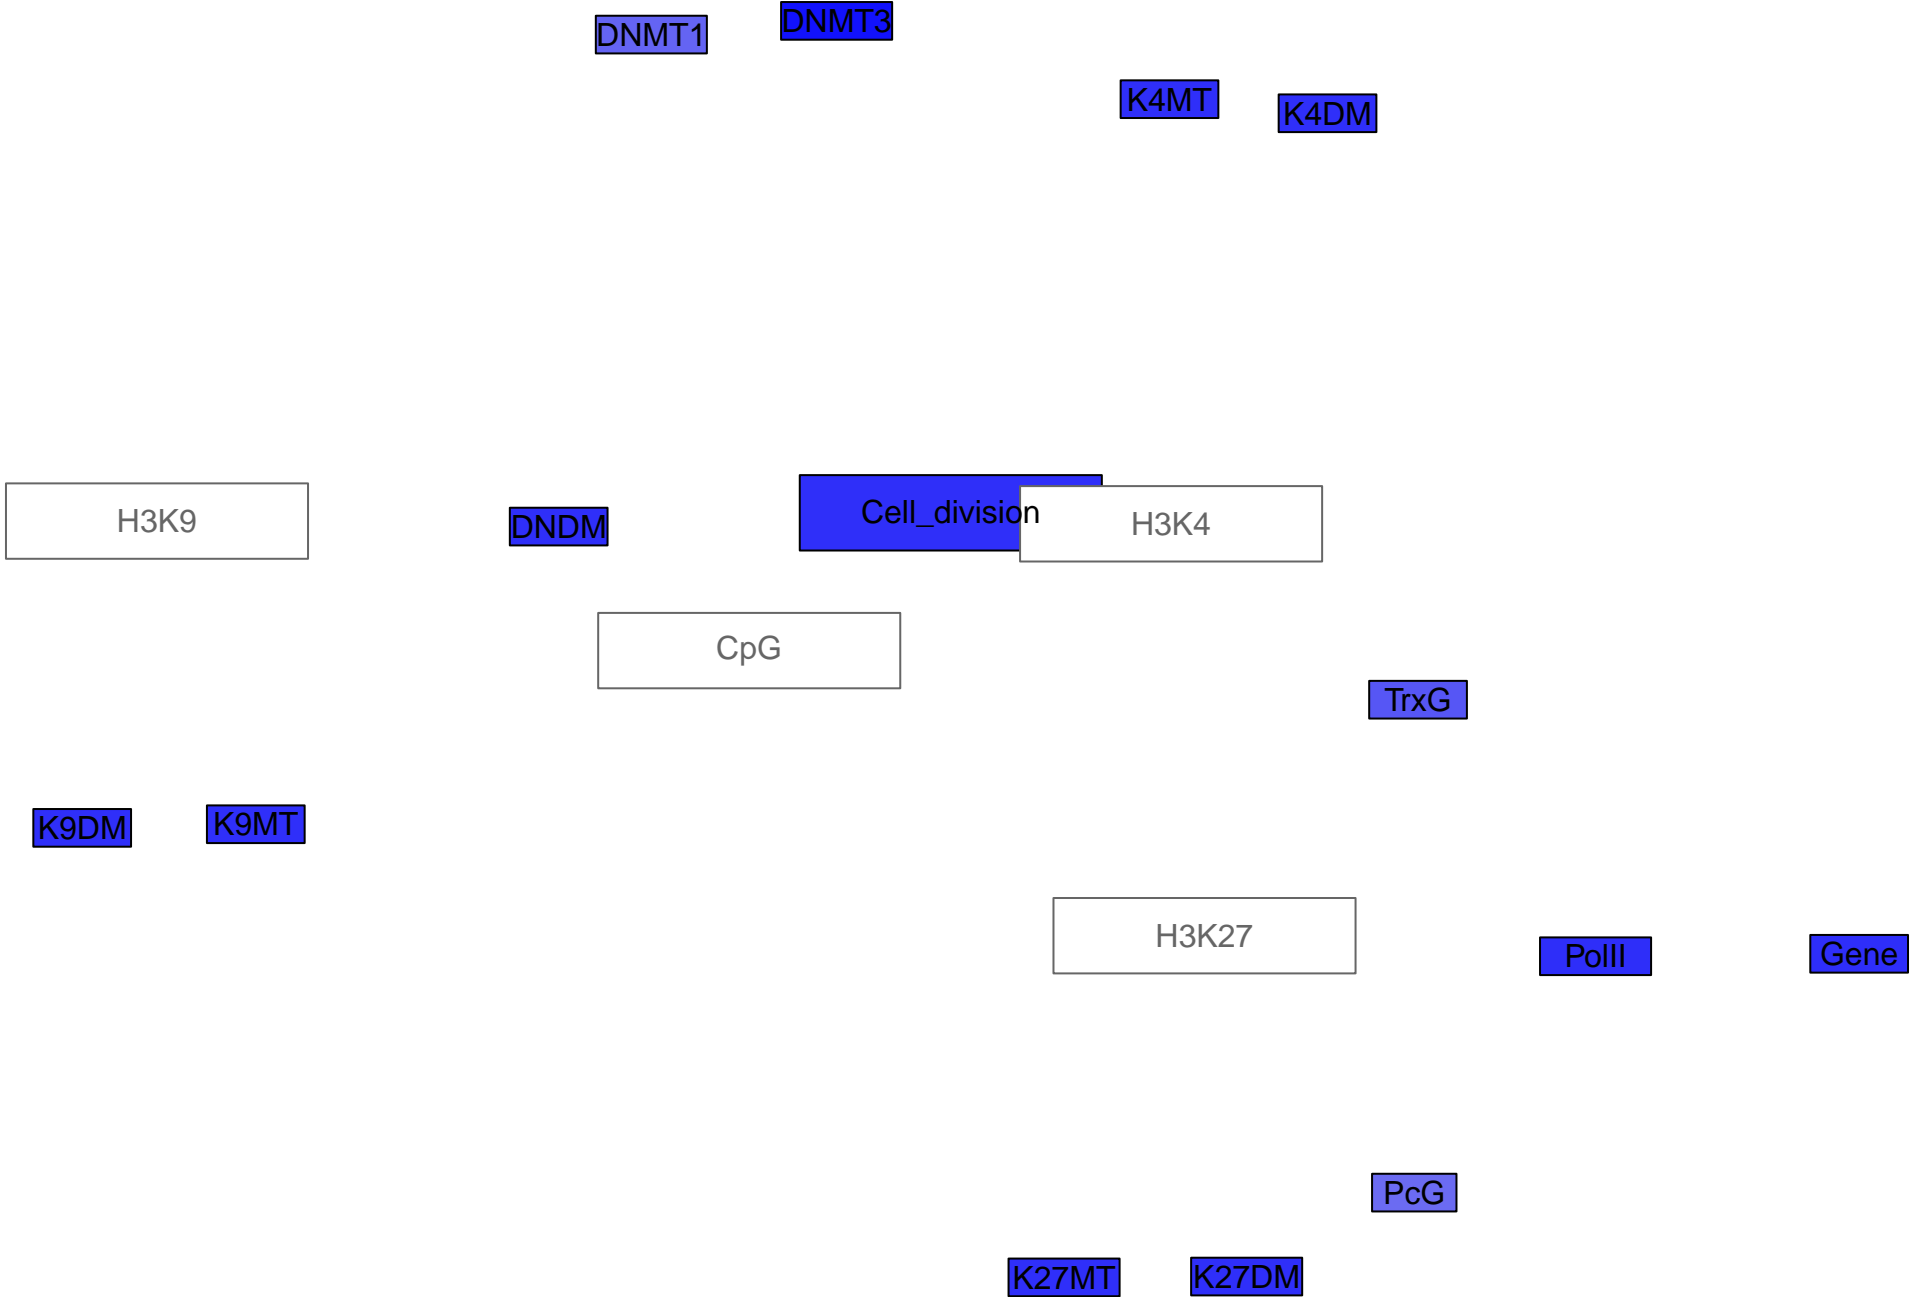 DNMT1
DNMT3
K4MT
K4DM
H3K9
DNDM
Cell_division
H3K4
CpG
TrxG
K9DM
K9MT
H3K27
PolII
Gene
PcG
K27MT
K27DM